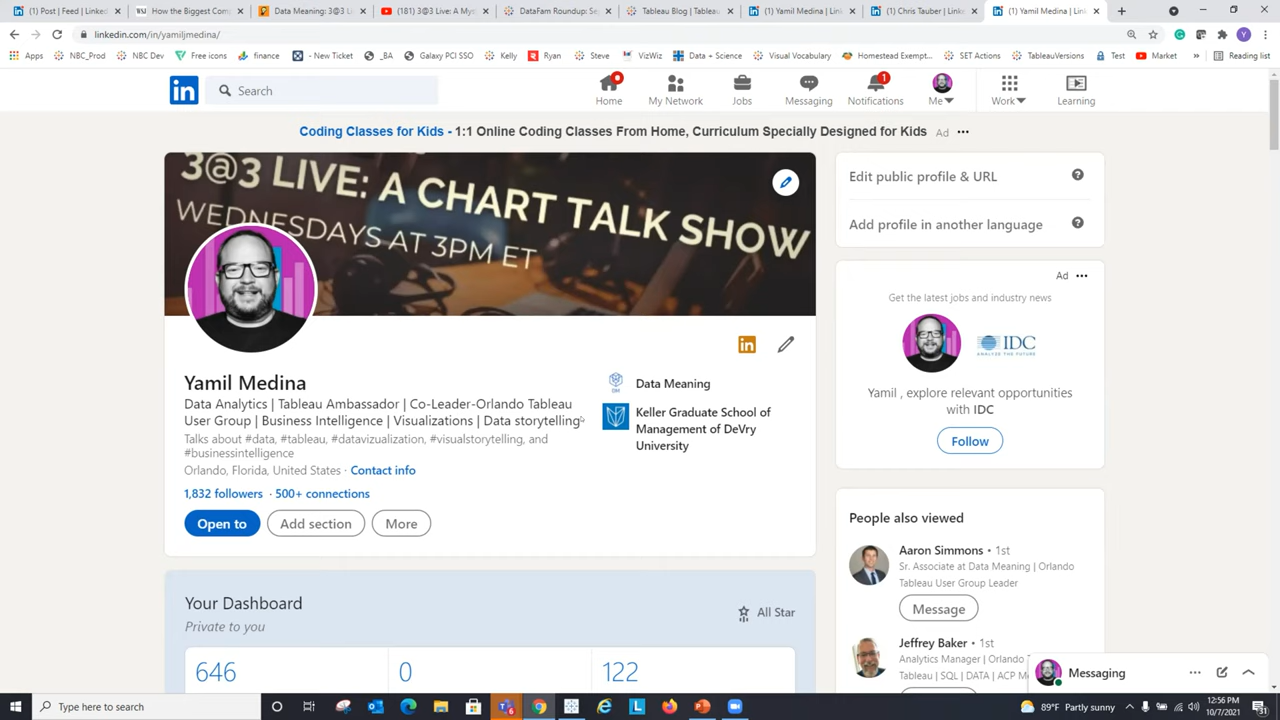 (1) Post | Feed | Linked
How the Biggest Comp
Data Meaning: 3@3 L
(181) 3@3 Live: A My
DataFam Roundup: Se
Tableau Blog | Tableau
(1) Yamil Medina | Link
(1) Chris Tauber | Linke
(1) Yamil Medina | Link
linkedin.com/in/yamiljmedina/
Apps
NBC_Prod
NBC Dev
Free icons
finance
- New Ticket
_BA
Galaxy PCI SSO
Kelly
Ryan
Steve
VizWiz
Data + Science
Visual Vocabulary
Homestead Exempt...
SET Actions
TableauVersions
Test
Market
»
Reading list
in
Search
Home
My Network
Jobs
Messaging
1
Notifications
Me
Work
Learning
Coding Classes for Kids - 1:1 Online Coding Classes From Home, Curriculum Specially Designed for Kids Ad
3@3 LIVE: A CHART TALK SHOW
WEDNESDAYS AT 3PM ET
in
Yamil Medina
Data Analytics | Tableau Ambassador | Co-Leader-Orlando Tableau
User Group | Business Intelligence | Visualizations | Data storytelling
Talks about #data, #tableau, #datavizualization, #visualstorytelling, and
#businessintelligence
Orlando, Florida, United States · Contact info
1,832 followers · 500+ connections
Open to
Add section
More
Data Meaning
Keller Graduate School of
Management of DeVry
University
Your Dashboard
Private to you
All Star
646
0
122
Edit public profile & URL
Add profile in another language
Ad
Get the latest jobs and industry news
IDC
ANALYZE THE FUTURE
Yamil , explore relevant opportunities
with IDC
Follow
People also viewed
Aaron Simmons • 1st
Sr. Associate at Data Meaning | Orlando
Tableau User Group Leader
Message
Jeffrey Baker • 1st
Analytics Manager | Orlando T
Tableau | SQL | DATA | ACP M
Messaging
Type here to search
89°F Partly sunny
12:56 PM
10/7/2021